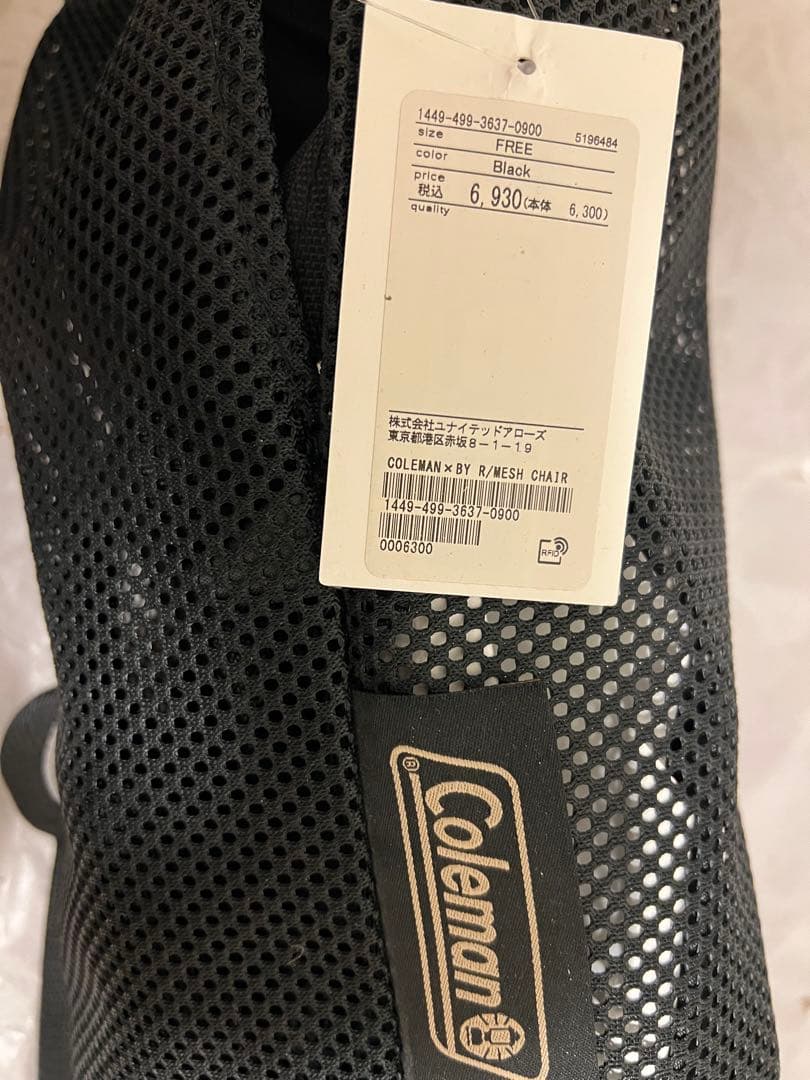 1449-499-3637-0900 5196484
size FREE
color Black
price
税込 6,930(本体 6,300)
quality
株式会社ユナイテッドアローズ
東京都港区赤坂8-1-19
COLEMAN×BY R/MESH CHAIR
1449-499-3637-0900
0006300
RFID
Coleman®